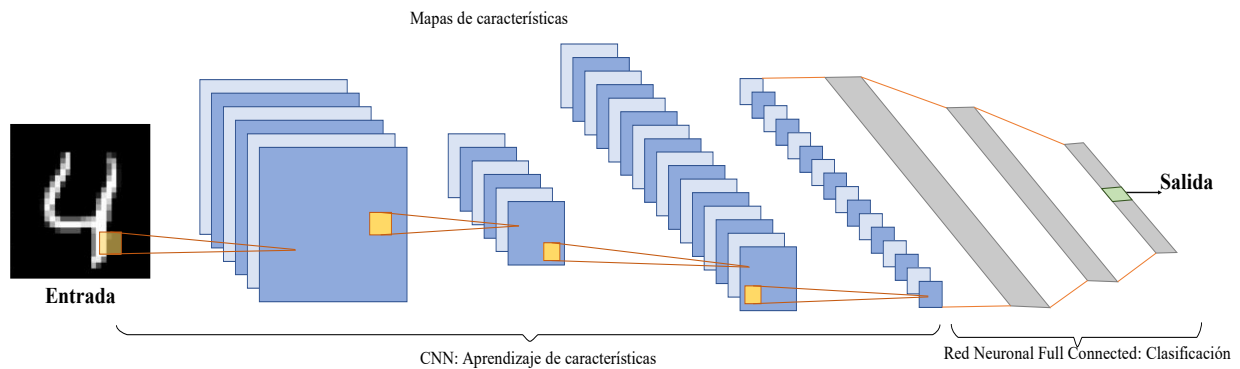 Mapas de características
Entrada
Salida
CNN: Aprendizaje de características
Red Neuronal Full Connected: Clasificación